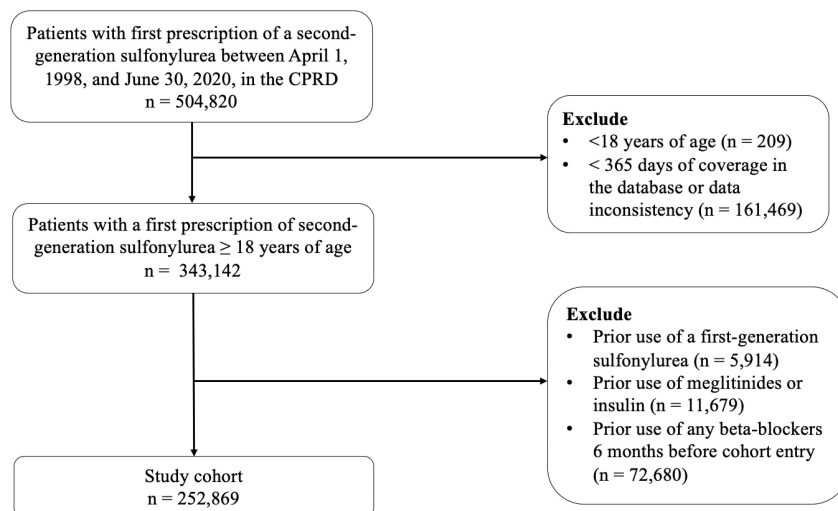 Patients with first prescription of a second-
generation sulfonylurea between April 1,
1998, and June 30, 2020, in the CPRD
n = 504,820
Exclude
• <18 years of age (n = 209)
• < 365 days of coverage in
the database or data
inconsistency (n = 161,469)
Patients with a first prescription of second-
generation sulfonylurea ≥ 18 years of age
n = 343,142
Exclude
• Prior use of a first-generation
sulfonylurea (n = 5,914)
• Prior use of meglitinides or
insulin (n = 11,679)
• Prior use of any beta-blockers
6 months before cohort entry
(n = 72,680)
Study cohort
n = 252,869